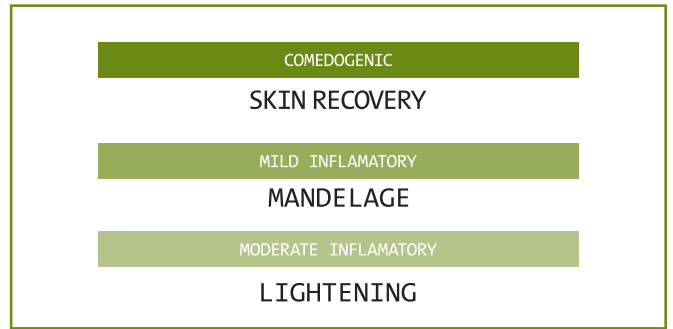 COMEDOGENIC
SKIN RECOVERY
MILD INFLAMATORY
MANDELAGE
MODERATE INFLAMATORY
LIGHTENING